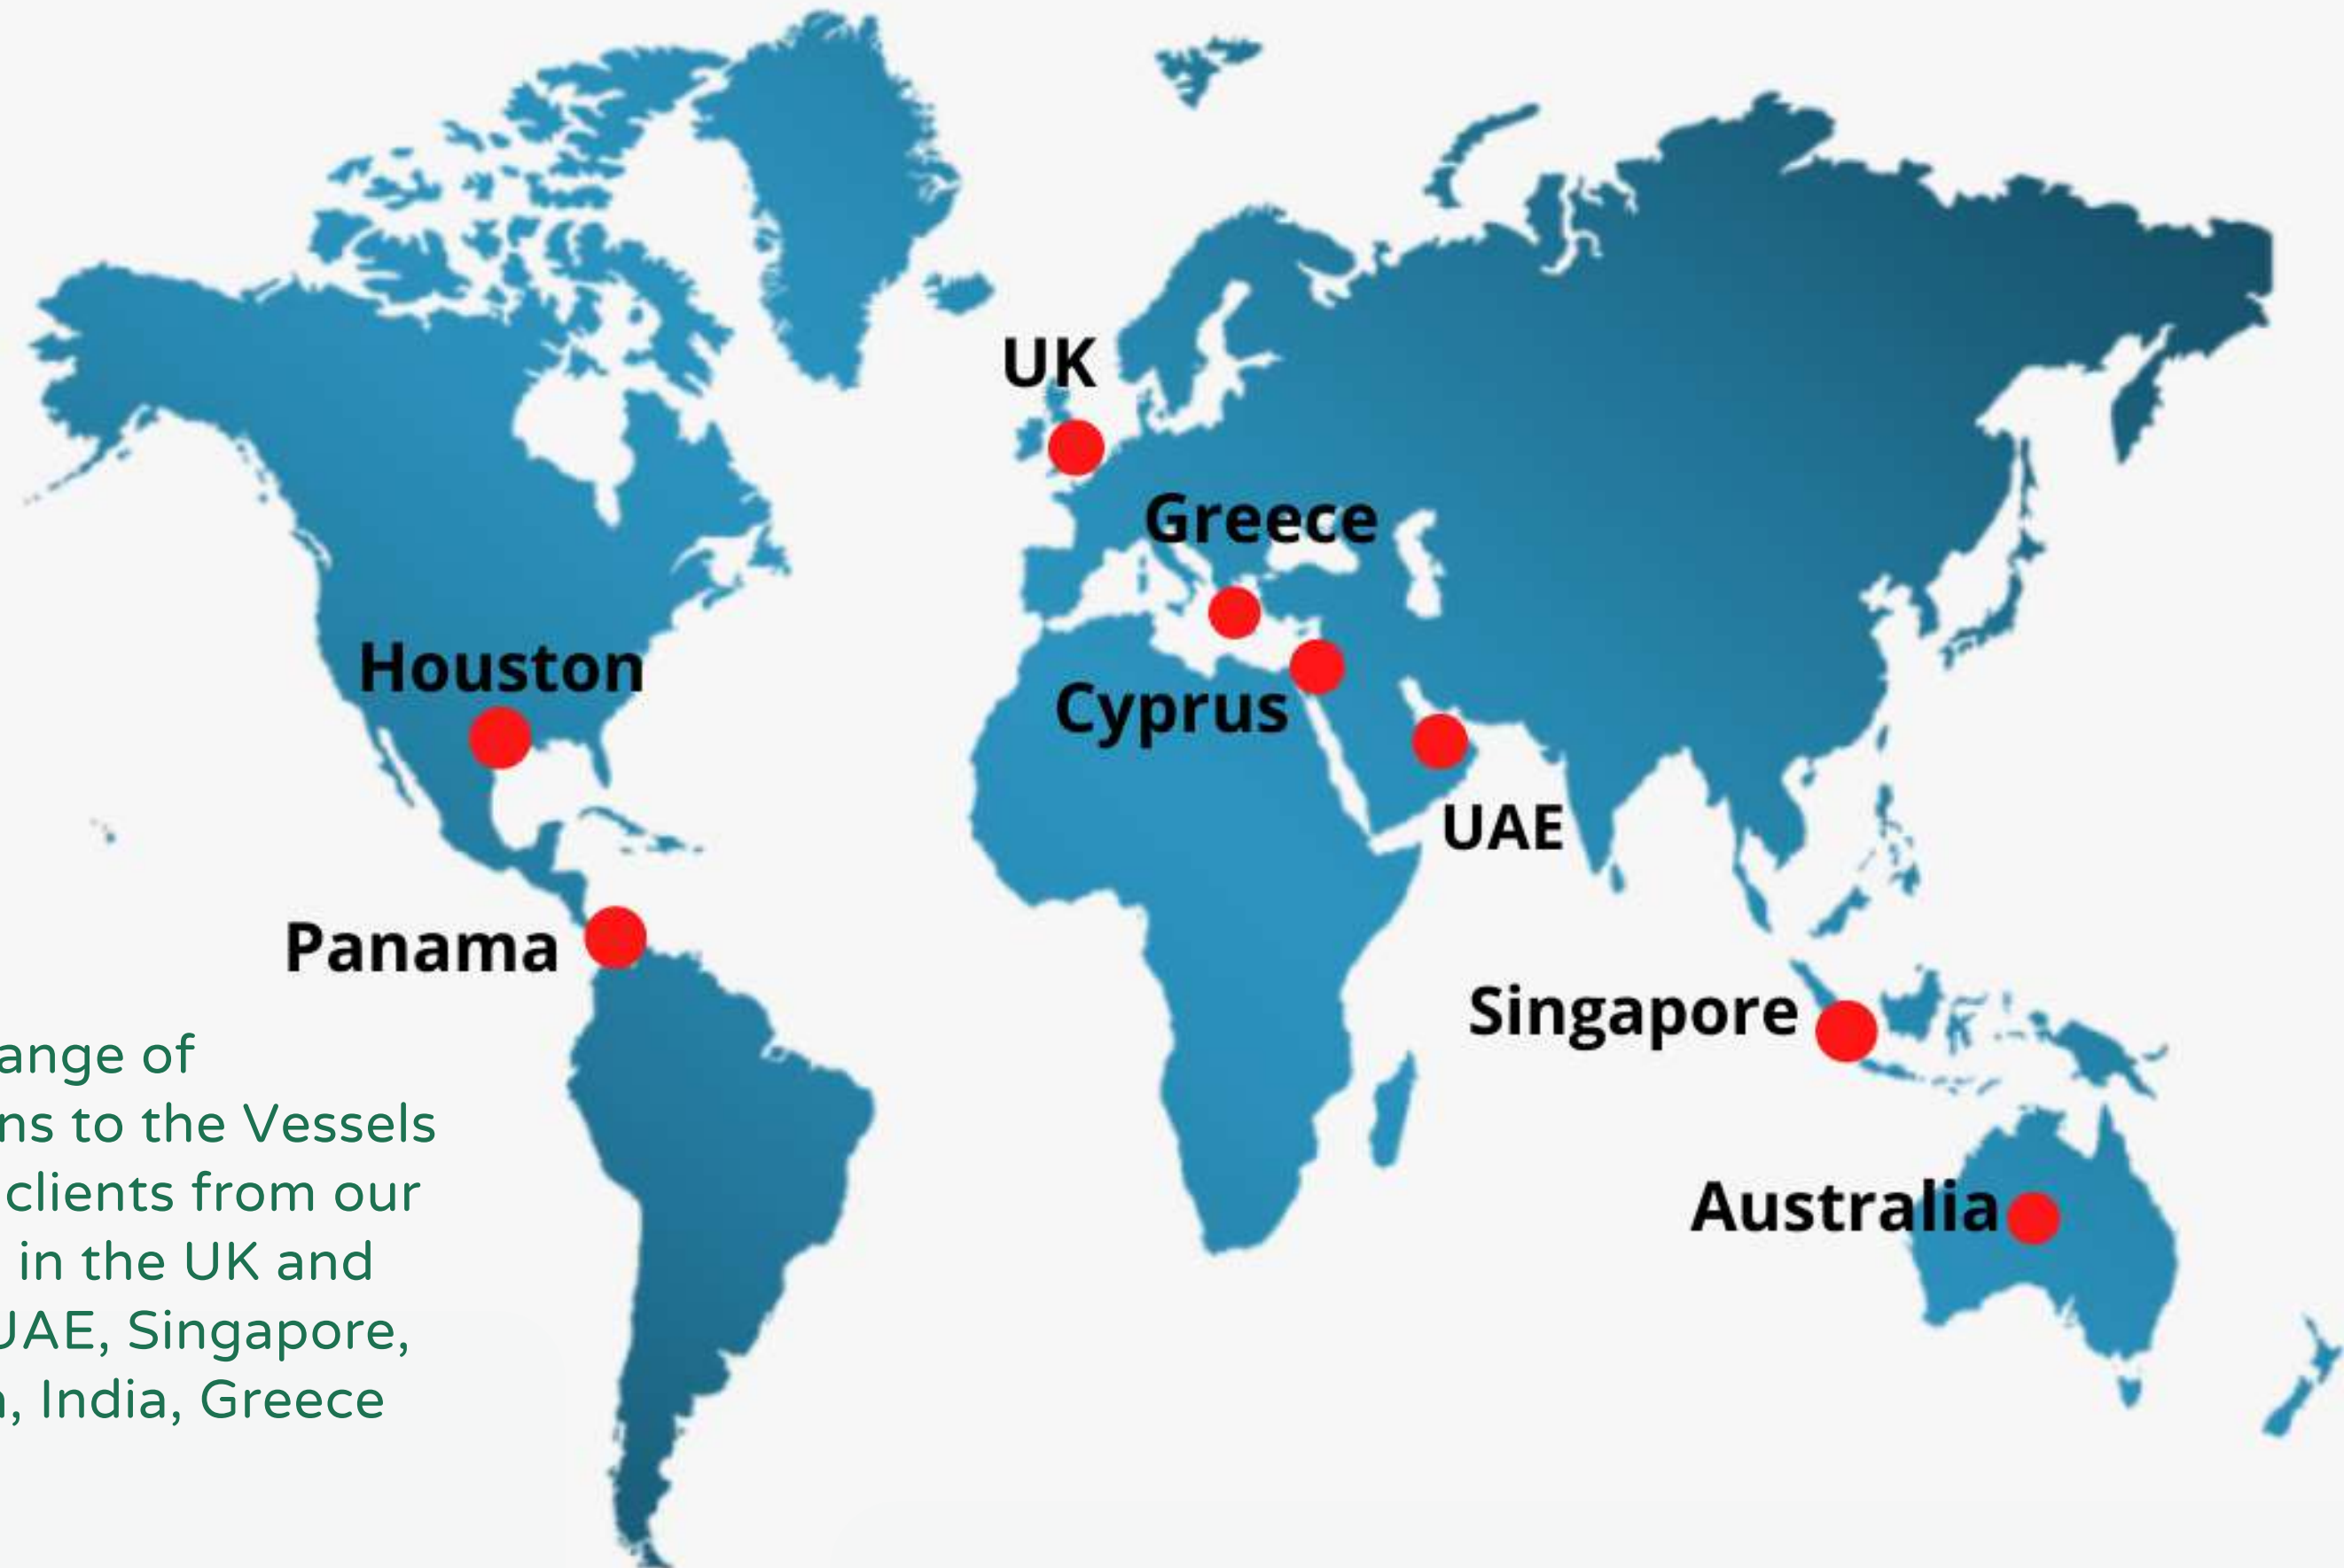 UK
Greece
Houston
Cyprus
UAE
Panama
Singapore
Australia
ange of
ns to the Vessels
clients from our
in the UK and
UAE, Singapore,
, India, Greece